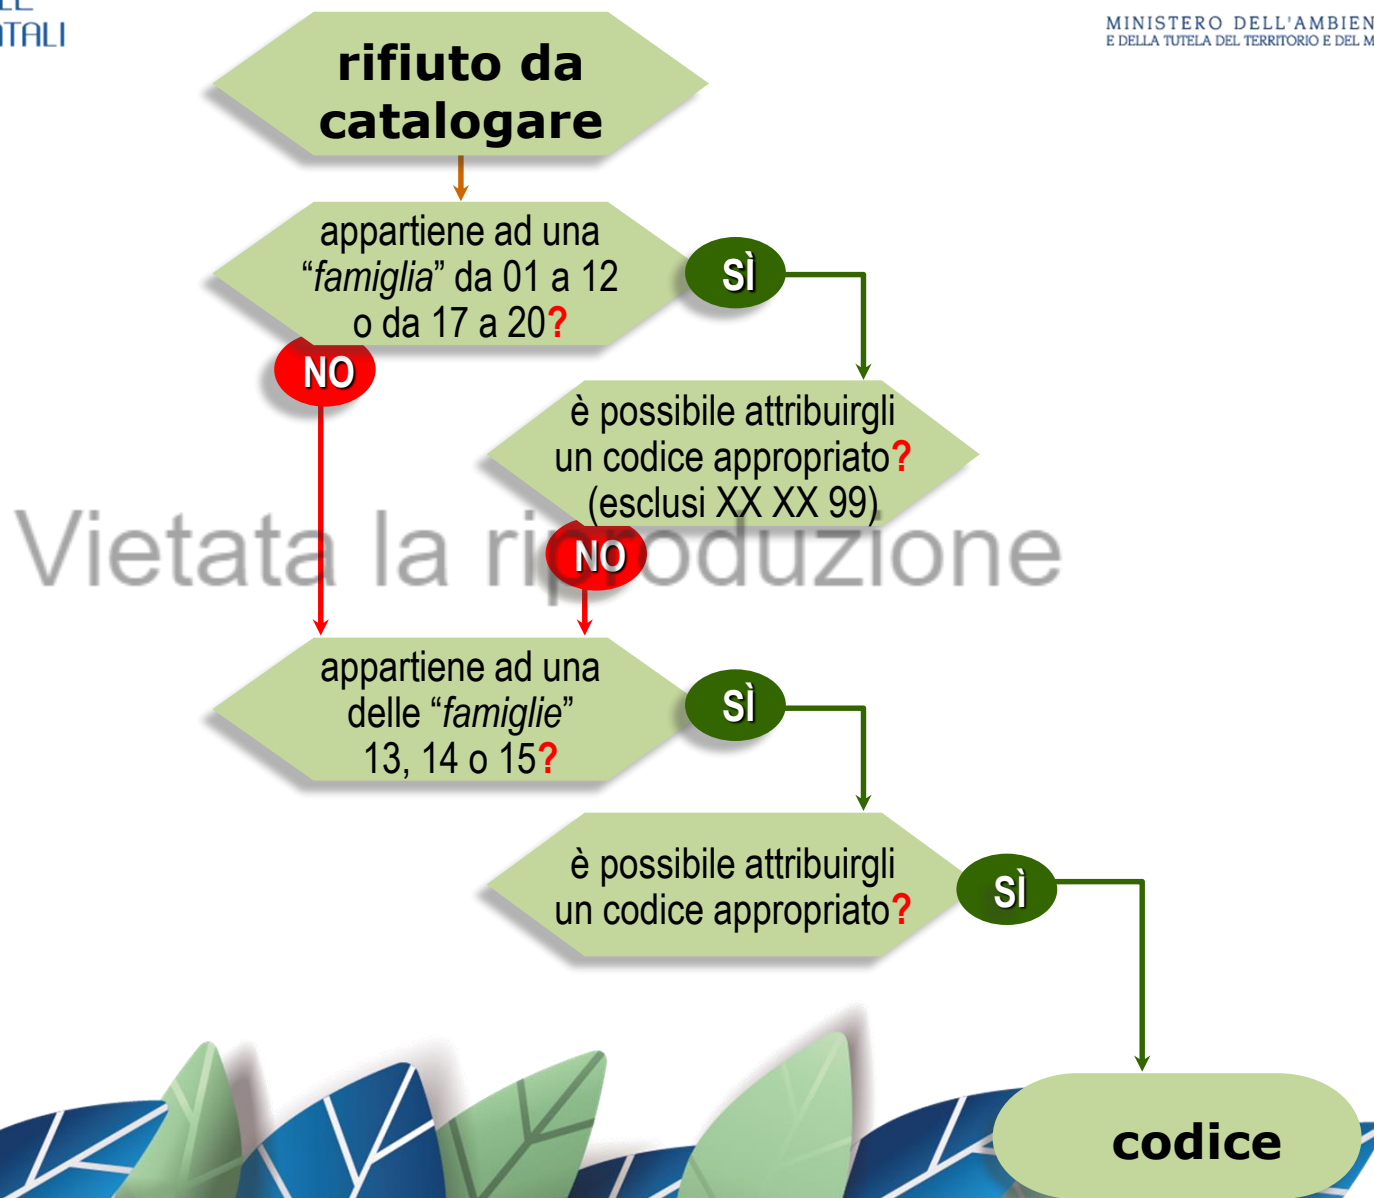 MINISTERO DELL'AMBIEN
E DELLA TUTELA DEL TERRITORIO E DEL M
rifiuto da
catalogare
appartiene ad una
“famiglia” da 01 a 12
o da 17 a 20?
SÌ
NO
è possibile attribuirgli
un codice appropriato?
(esclusi XX XX 99)
Vietata la riproduzione
NO
appartiene ad una
delle “famiglie”
13, 14 o 15?
SÌ
è possibile attribuirgli
un codice appropriato?
SÌ
codice